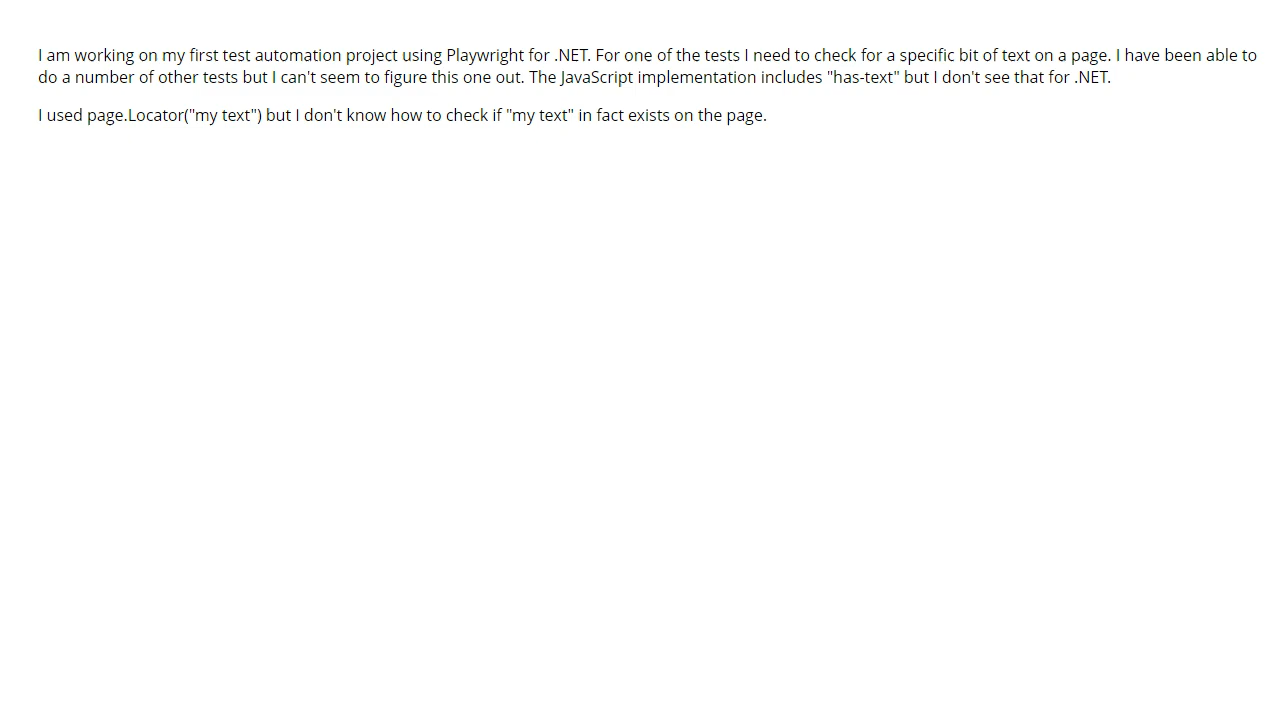 I am working on my first test automation project using Playwright for .NET. For one of the tests I need to check for a specific bit of text on a page. I have been able to
do a number of other tests but I can't seem to figure this one out. The JavaScript implementation includes "has-text" but I don't see that for .NET.
I used page.Locator("my text") but I don't know how to check if "my text" in fact exists on the page.